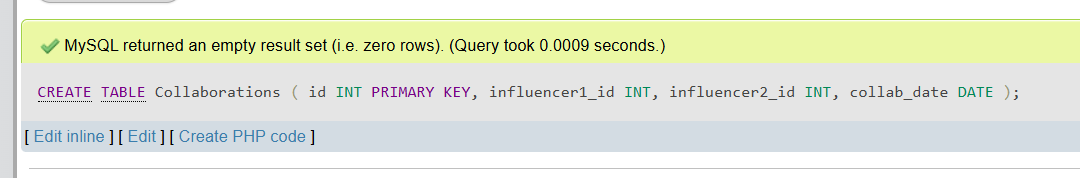 MySQL returned an empty result set (i.e. zero rows). (Query took 0.0009 seconds.)
CREATE TABLE Collaborations ( id INT PRIMARY KEY, influencer1_id INT, influencer2_id INT, collab_date DATE );
[ Edit inline ] [ Edit ] [ Create PHP code ]